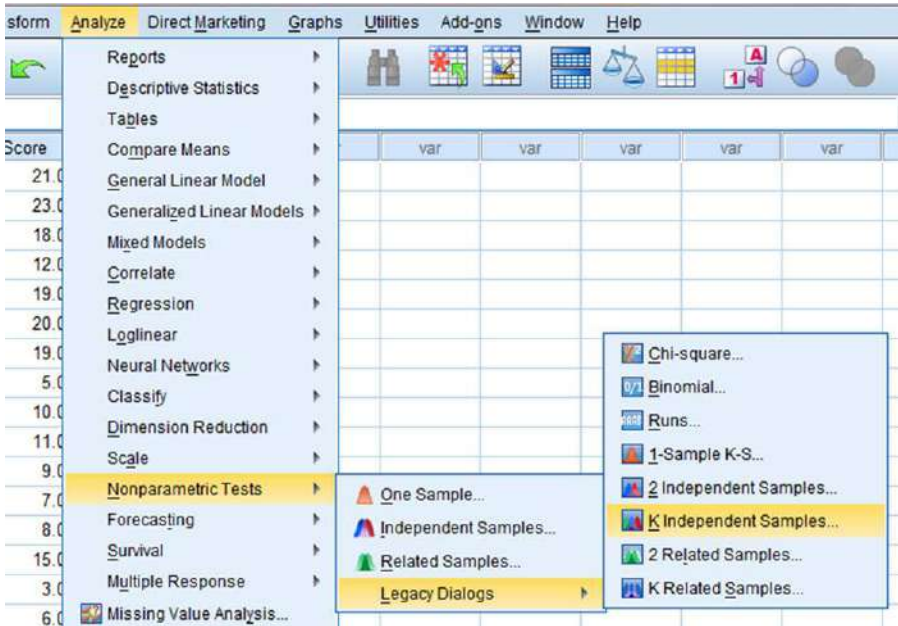 sform Analyze Direct Marketing Graphs Utilities Add-ons Window Help
A
1
Score var var var var var
21.0
23.0
18.0
12.0
19.0
20.0
19.0
5.0
10.0
11.0
9.0
7.0
8.0
15.0
3.0
6.0
Reports
Descriptive Statistics
Tables
Compare Means
General Linear Model
Generalized Linear Models
Mixed Models
Correlate
Regression
Loglinear
Neural Networks
Classify
Dimension Reduction
Scale
Nonparametric Tests
Forecasting
Survival
Multiple Response
Missing Value Analysis...
One Sample...
Independent Samples...
Related Samples...
Legacy Dialogs
Chi-square...
0/1 Binomial...
Runs...
1-Sample K-S...
2 Independent Samples...
K Independent Samples...
2 Related Samples...
K Related Samples...